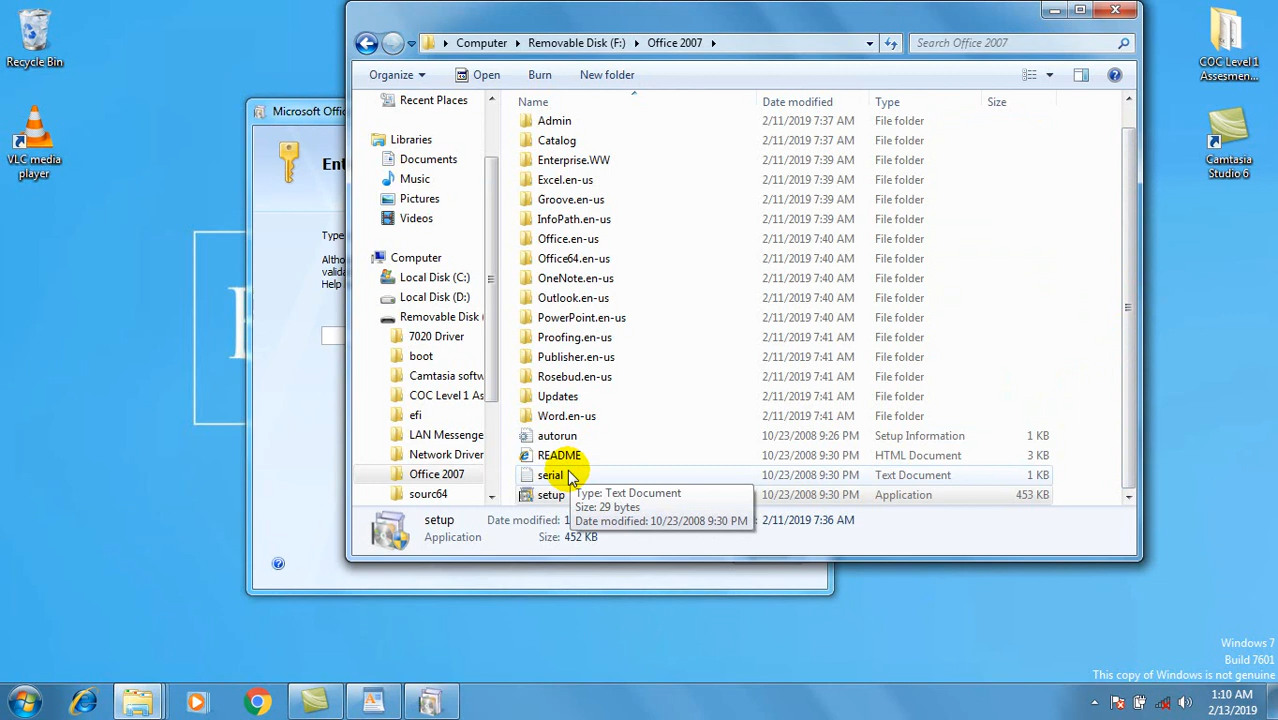 Recycle Bin
VLC media
player
COC Level 1
Assesmen...
Camtasia
Studio 6
Microsoft Offic
Ent
Type
Altho
valida
Help
Computer
Removable Disk (F:)
Office 2007
Search Office 2007
Organize
Open
Burn
New folder
Recent Places
Libraries
Documents
Music
Pictures
Videos
Computer
Local Disk (C:)
Local Disk (D:)
Removable Disk (
7020 Driver
boot
Camtasia softw
COC Level 1 As
efi
LAN Messenge
Network Driver
Office 2007
sourc64
Name Date modified Type Size
Admin 2/11/2019 7:37 AM File folder
Catalog 2/11/2019 7:37 AM File folder
Enterprise.WW 2/11/2019 7:39 AM File folder
Excel.en-us 2/11/2019 7:39 AM File folder
Groove.en-us 2/11/2019 7:39 AM File folder
InfoPath.en-us 2/11/2019 7:39 AM File folder
Office.en-us 2/11/2019 7:40 AM File folder
Office64.en-us 2/11/2019 7:40 AM File folder
OneNote.en-us 2/11/2019 7:40 AM File folder
Outlook.en-us 2/11/2019 7:40 AM File folder
PowerPoint.en-us 2/11/2019 7:40 AM File folder
Proofing.en-us 2/11/2019 7:41 AM File folder
Publisher.en-us 2/11/2019 7:41 AM File folder
Rosebud.en-us 2/11/2019 7:41 AM File folder
Updates 2/11/2019 7:41 AM File folder
Word.en-us 2/11/2019 7:41 AM File folder
autorun 10/23/2008 9:26 PM Setup Information 1 KB
README 10/23/2008 9:30 PM HTML Document 3 KB
serial 10/23/2008 9:30 PM Text Document 1 KB
setup 10/23/2008 9:30 PM Application 453 KB
Type: Text Document
Size: 29 bytes
Date modified: 10/23/2008 9:30 PM
setup Date modified: 1 2/11/2019 7:36 AM
Application Size: 452 KB
Windows 7
Build 7601
This copy of Windows is not genuine
1:10 AM
2/13/2019